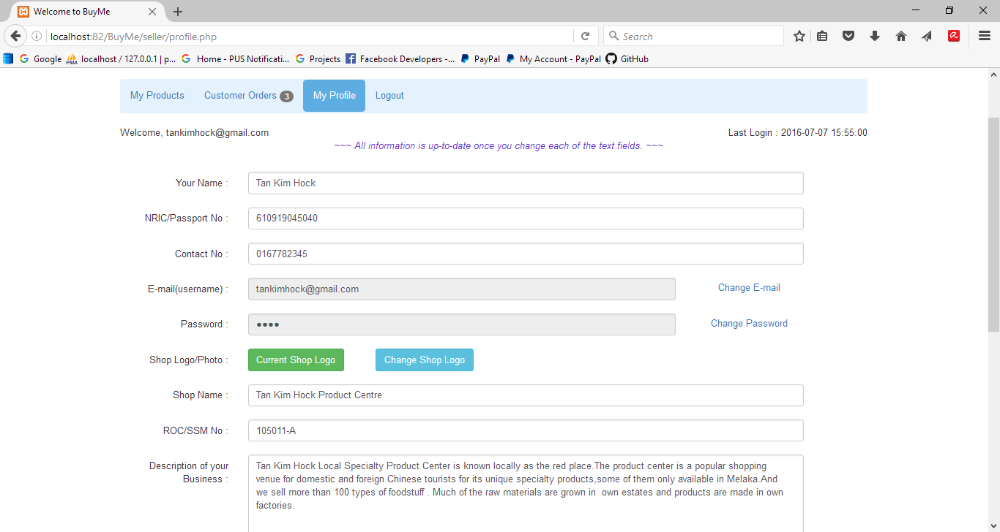 Welcome to BuyMe
localhost:82/BuyMe/seller/profile.php
Search
Google
PMA localhost / 127.0.0.1 | p...
Home - PUS Notificati...
Projects
Facebook Developers -...
PayPal
My Account - PayPal
GitHub
My Products Customer Orders 3 My Profile Logout
Welcome, tankimhock@gmail.com
Last Login : 2016-07-07 15:55:00
~~~ All information is up-to-date once you change each of the text fields. ~~~
Your Name : Tan Kim Hock
NRIC/Passport No : 610919045040
Contact No : 0167782345
E-mail(username) : tankimhock@gmail.com Change E-mail
Password : ●●●● Change Password
Shop Logo/Photo : Current Shop Logo Change Shop Logo
Shop Name : Tan Kim Hock Product Centre
ROC/SSM No : 105011-A
Description of your
Business :
Tan Kim Hock Local Specialty Product Center is known locally as the red place.The product center is a popular shopping
venue for domestic and foreign Chinese tourists for its unique specialty products,some of them only available in Melaka.And
we sell more than 100 types of foodstuff . Much of the raw materials are grown in  own estates and products are made in own
factories.